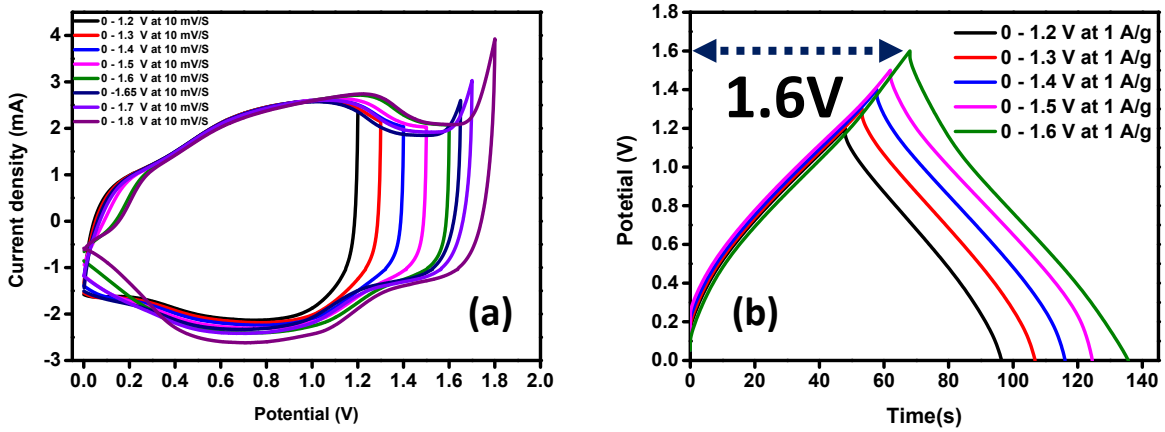 (a)
0 - 1.2 V at 10 mV/S
0 - 1.3 V at 10 mV/S
0 - 1.4 V at 10 mV/S
0 - 1.5 V at 10 mV/S
0 - 1.6 V at 10 mV/S
0 -1.65 V at 10 mV/S
0 - 1.7 V at 10 mV/S
0 - 1.8 V at 10 mV/S
Current density (mA)
4
3
2
1
0
-1
-2
-3
0.0 0.2 0.4 0.6 0.8 1.0 1.2 1.4 1.6 1.8 2.0
Potential (V)
(b)
0 - 1.2 V at 1 A/g
0 - 1.3 V at 1 A/g
0 - 1.4 V at 1 A/g
0 - 1.5 V at 1 A/g
0 - 1.6 V at 1 A/g
1.6V
Potetial (V)
1.8
1.6
1.4
1.2
1.0
0.8
0.6
0.4
0.2
0.0
0 20 40 60 80 100 120 140
Time(s)